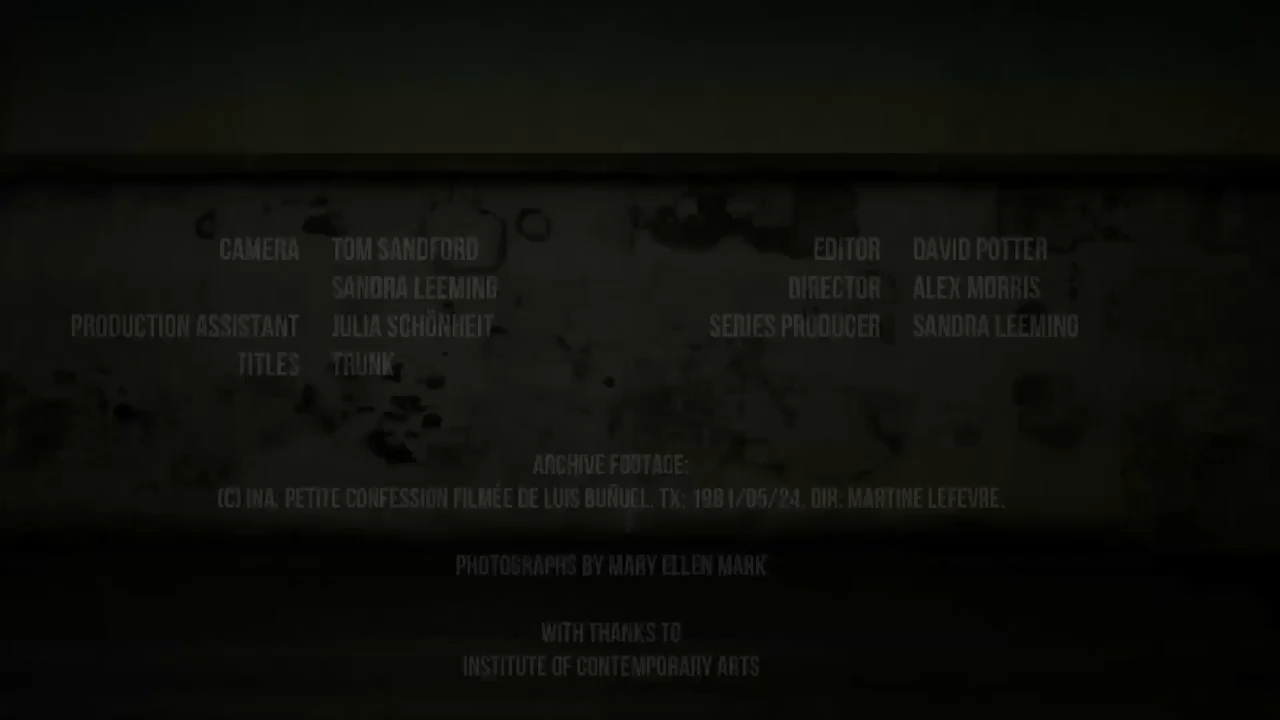 CAMERA TOM SANDFORD
SANDRA LEEMING
PRODUCTION ASSISTANT JULIA SCHÖNHEIT
TITLES TRUNK
EDITOR DAVID POTTER
DIRECTOR ALEX MORRIS
SERIES PRODUCER SANDRA LEEMING
ARCHIVE FOOTAGE:
(C) INA. PETITE CONFESSION FILMÉE DE LUIS BUÑUEL. TX: 1981/05/24. DIR. MARTINE LEFEVRE.
PHOTOGRAPHS BY MARY ELLEN MARK
WITH THANKS TO
INSTITUTE OF CONTEMPORARY ARTS